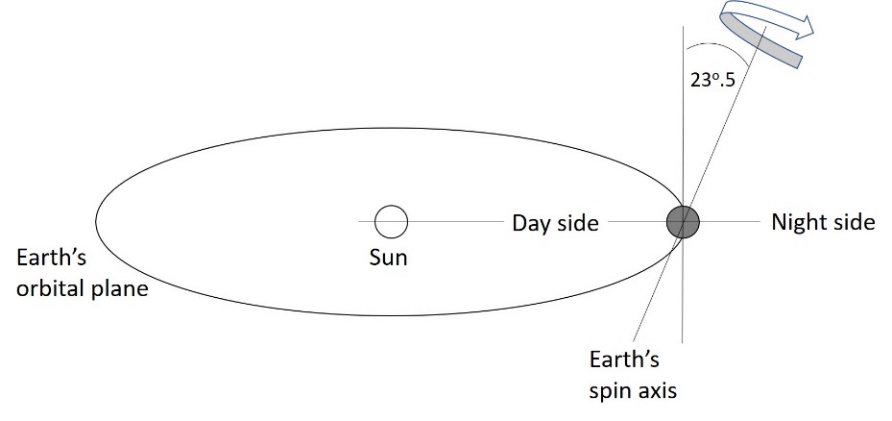 23°.5
Day side
Night side
Sun
Earth's
orbital plane
Earth's
spin axis